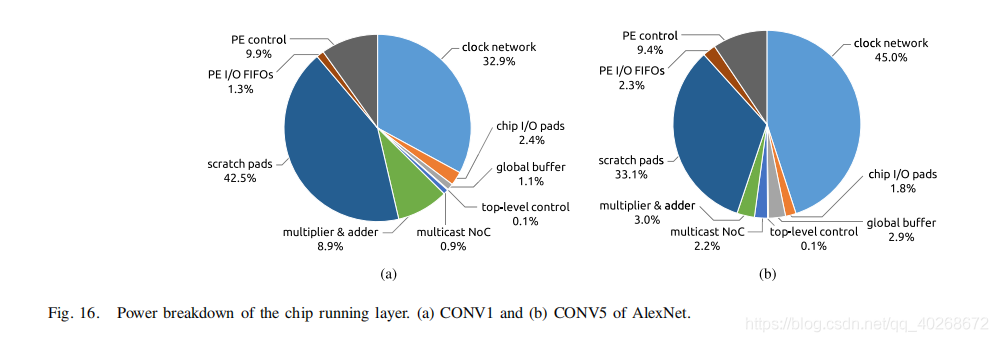 PE control
9.9%
PE I/O FIFOs
1.3%
scratch pads
42.5%
multiplier & adder
8.9%
clock network
32.9%
chip I/O pads
2.4%
global buffer
1.1%
top-level control
0.1%
multicast NoC
0.9%
(a)
PE control
9.4%
PE I/O FIFOs
2.3%
scratch pads
33.1%
multiplier & adder
3.0%
multicast NoC
2.2%
clock network
45.0%
chip I/O pads
1.8%
global buffer
2.9%
top-level control
0.1%
(b)
Fig. 16. Power breakdown of the chip running layer. (a) CONV1 and (b) CONV5 of AlexNet.
https://blog.csdn.net/qq_40268672